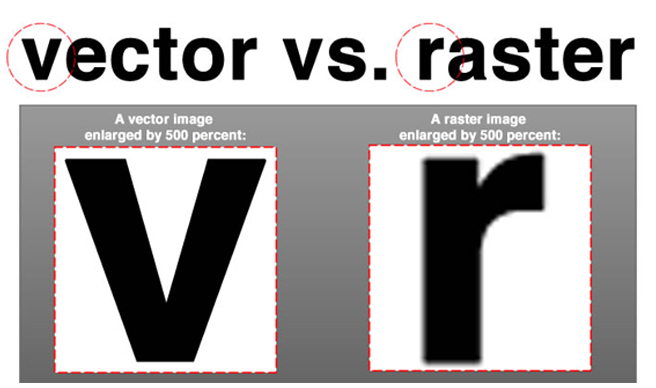 vector vs. raster
A vector image
enlarged by 500 percent:
A raster image
enlarged by 500 percent:
v
r